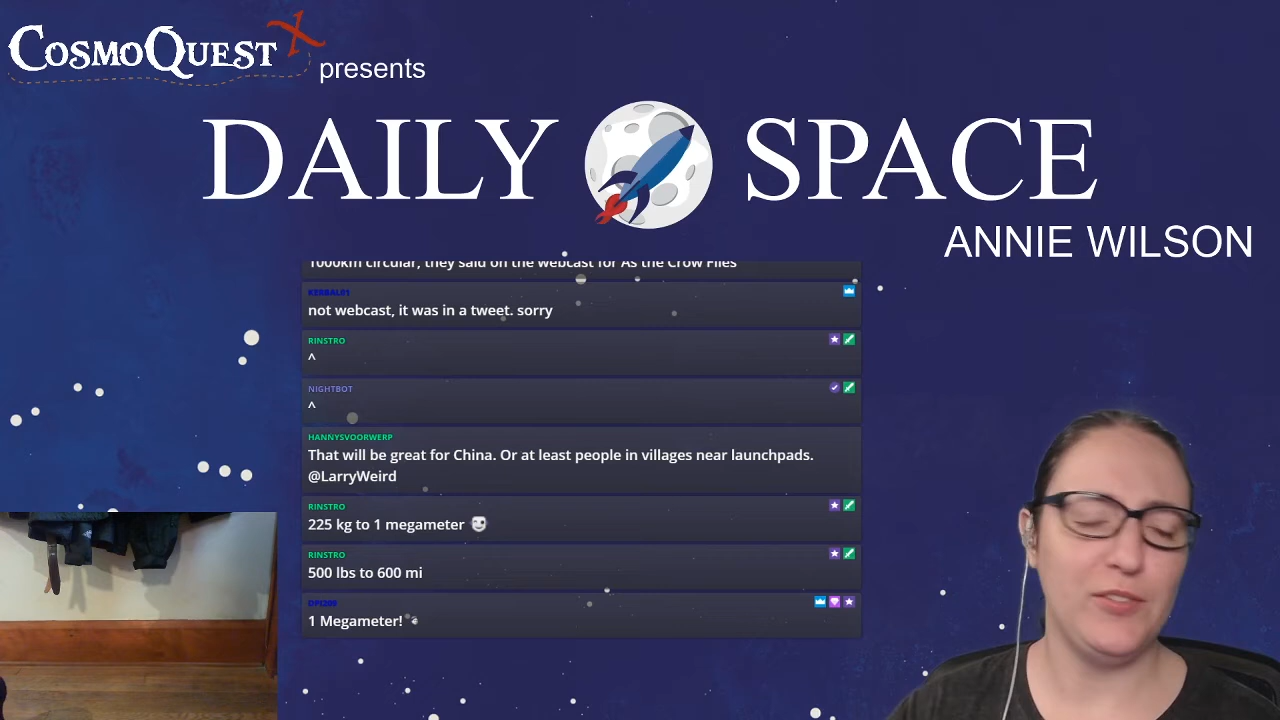 COSMOQUEST X
presents
DAILY SPACE
ANNIE WILSON
1000km circular, they said on the webcast for As the Crow Flies
KERBAL01
not webcast, it was in a tweet. sorry
RINSTRO
^
NIGHTBOT
^
HANNYSVOORWERP
That will be great for China. Or at least people in villages near launchpads.
@LarryWeird
RINSTRO
225 kg to 1 megameter
RINSTRO
500 lbs to 600 mi
1 Megameter!